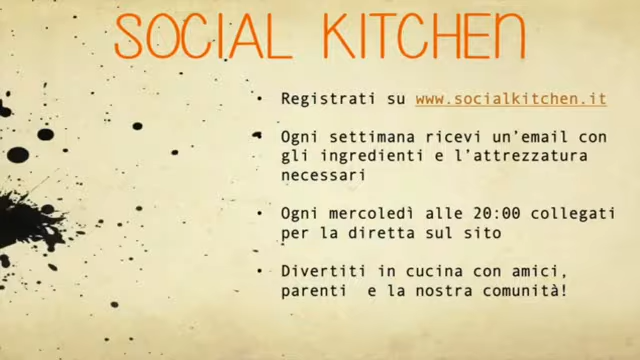 SOCIAL KITCHEN
• Registrati su www.socialkitchen.it
• Ogni settimana ricevi un'email con
gli ingredienti e l'attrezzatura
necessari
• Ogni mercoledì alle 20:00 collegati
per la diretta sul sito
• Divertiti in cucina con amici,
parenti e la nostra comunità!